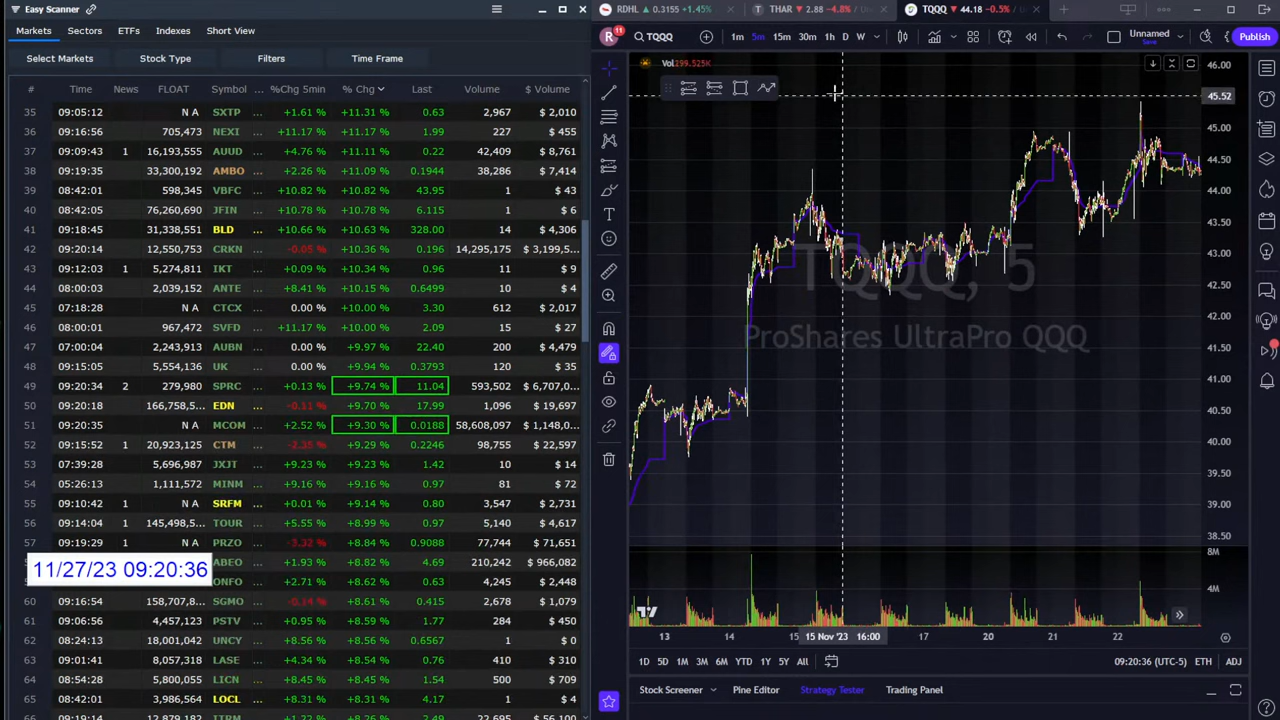 Easy Scanner
Markets Sectors ETFs Indexes Short View
Select Markets Stock Type Filters Time Frame
# Time News FLOAT Symbol ... %Chg 5min % Chg Last Volume $ Volume
35 09:05:12 N A SXTP ... +1.61 % +11.31 % 0.63 2,967 $ 2,010
36 09:16:56 705,473 NEXI ... +11.17 % +11.17 % 1.99 227 $ 455
37 09:09:43 1 16,193,555 AUUD ... +4.76 % +11.11 % 0.22 42,409 $ 8,761
38 09:19:35 33,300,192 AMBO ... +2.26 % +11.09 % 0.1944 38,286 $ 7,414
39 08:42:01 598,345 VBFC ... +10.82 % +10.82 % 43.95 1 $ 43
40 08:42:05 76,260,690 JFIN ... +10.78 % +10.78 % 6.115 1 $ 6
41 09:18:45 31,338,551 BLD ... +10.66 % +10.63 % 328.00 14 $ 4,306
42 09:20:14 12,550,753 CRKN ... -0.05 % +10.36 % 0.196 14,295,175 $ 3,199,5...
43 09:12:03 1 5,274,811 IKT ... +0.09 % +10.34 % 0.96 11 $ 9
44 08:00:03 2,039,152 ANTE ... +8.41 % +10.15 % 0.6499 10 $ 4
45 07:18:28 N A CTCX ... 0.00 % +10.00 % 3.30 612 $ 2,010
46 08:00:01 967,472 SVFD ... +11.17 % +10.00 % 2.09 15 $ 27
47 07:00:04 2,343,132 AUBN ... 0.00 % +9.97 % 22.40 200 $ 4,479
48 09:15:05 5,554,136 UK ... 0.00 % +9.94 % 0.3793 120 $ 35
49 09:20:34 2 279,980 SPRC ... +0.13 % +9.74 % 11.04 593,502 $ 6,707,0...
50 09:20:18 166,758,5... EDN ... -0.11 % +9.70 % 17.99 1,096 $ 19,697
51 09:20:35 N A MCOM ... +2.52 % +9.30 % 0.0188 58,608,097 $ 1,148,0...
52 09:15:52 1 20,923,125 CTM ... -2.35 % +9.29 % 0.2246 98,755 $ 22,597
53 07:39:28 5,696,987 JXJT ... +9.23 % +9.23 % 1.42 10 $ 14
54 05:26:13 1,111,572 MINM ... +9.16 % +9.16 % 0.97 81 $ 72
55 09:10:42 1 N A SRFM ... +0.01 % +9.14 % 0.80 3,547 $ 2,731
56 09:14:04 1 145,498,5... TOUR ... +5.55 % +8.99 % 0.97 5,140 $ 4,617
57 09:19:29 1 N A PRZO ... -3.32 % +8.84 % 0.9088 77,744 $ 71,651
ABEO ... +1.93 % +8.82 % 4.69 210,242 $ 966,082
11/27/23 09:20:36
ONFO ... +2.71 % +8.62 % 0.63 4,245 $ 2,448
60 09:16:54 158,707,8... SGMO ... -0.14 % +8.61 % 0.415 2,678 $ 1,150
61 09:06:56 4,457,123 PSTV ... +0.95 % +8.59 % 1.77 284 $ 450
62 08:24:13 18,001,042 UNCY ... +8.56 % +8.56 % 0.6567 1 $ 0
63 09:01:41 8,057,318 LASE ... +4.34 % +8.54 % 0.76 410 $ 310
64 08:54:28 5,800,055 LICN ... +8.45 % +8.45 % 1.54 500 $ 709
65 08:42:01 3,986,564 LOCL ... +8.45 % +8.45 % 4.17 1 $ 4
RDHL 0.3155 +1.45% THAR 2.88 -4.8% TQQQ 44.18 -0.5%
R 11 TQQQ 1m 5m 15m 30m 1h D W Unnamed Save Publish
Vol 299.525K
46.00
45.52
45.00
44.50
44.00
43.50
43.00
42.50
42.00
41.50
41.00
40.50
40.00
39.50
39.00
38.50
8M
4M
TQQQ, 5
ProShares UltraPro QQQ
13 14 15 15 Nov '23 16:00 17 20 21 22
1D 5D 1M 3M 6M YTD 1Y 5Y All 09:20:36 (UTC-5) ETH ADJ
Stock Screener Pine Editor Strategy Tester Trading Panel